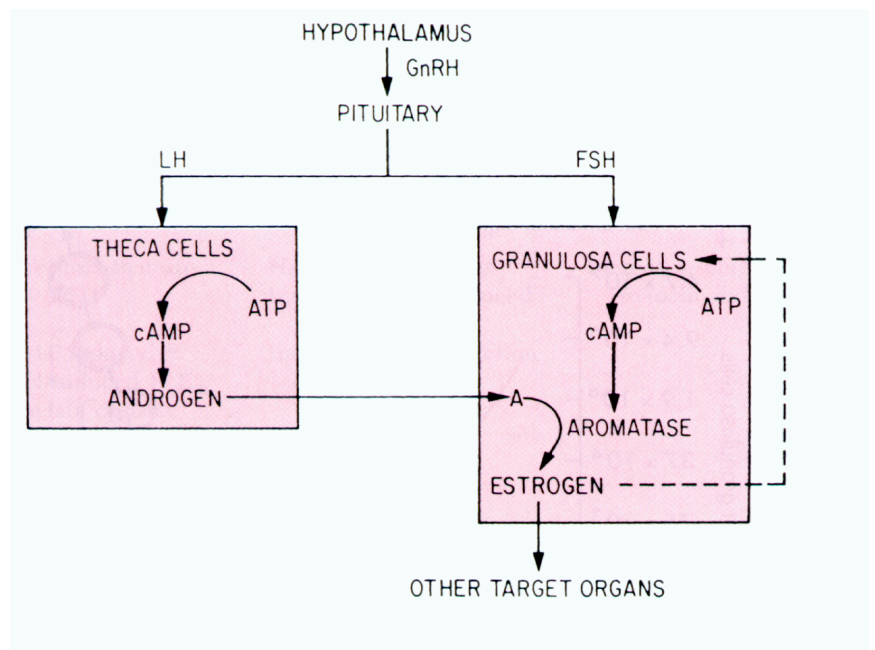 HYPOTHALAMUS
GnRH
PITUITARY
LH
FSH
THECA CELLS
GRANULOSA CELLS
ATP
ATP
cAMP
cAMP
ANDROGEN
A
AROMATASE
ESTROGEN
OTHER TARGET ORGANS